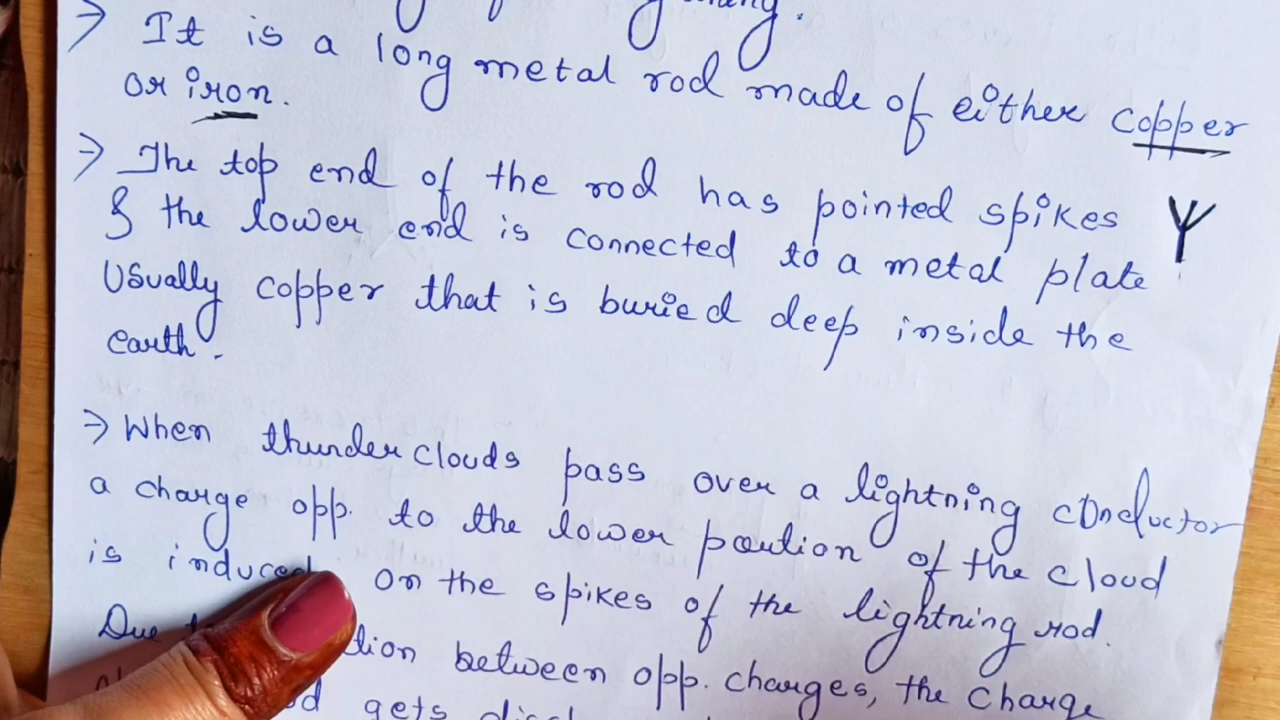 → It is a long metal rod made of either copper
or iron.
→ The top end of the rod has pointed spikes
& the lower end is connected to a metal plate
Usually copper that is buried deep inside the
earth.
→ When thunder clouds pass over a lightning conductor
a charge opp. to the lower portion of the cloud
is induced on the spikes of the lightning rod.
Due between opp. charges, the charge
gets